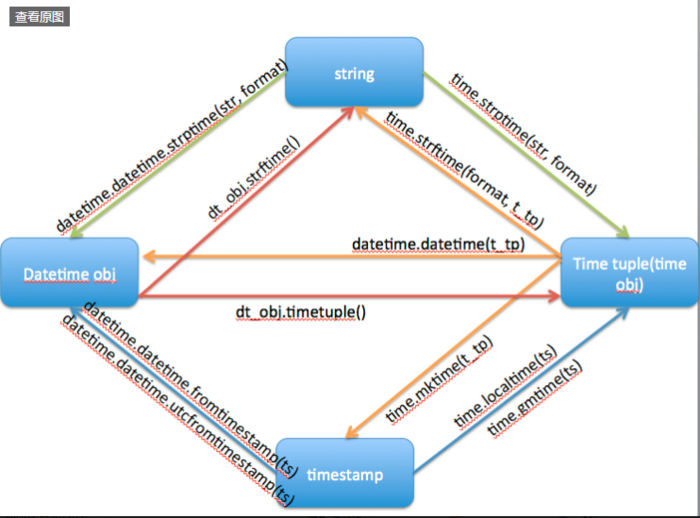 查看原图
string
datetime.datetime.strptime(str, format)
dt_obj.strftime()
time.strftime(format, t_tp)
time.strptime(str, format)
datetime.datetime(t_tp)
Datetime obj
Time tuple(time
obj)
dt_obj.timetuple()
datetime.datetime.fromtimestamp(ts)
datetime.datetime.utcfromtimestamp(ts)
time.mktime(t_tp)
time.localtime(ts)
time.gmtime(ts)
timestamp